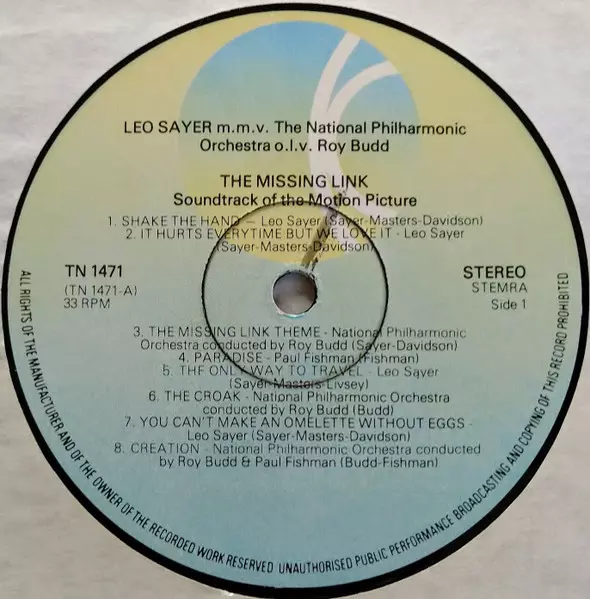 LEO SAYER m.m.v. The National Philharmonic
Orchestra o.l.v. Roy Budd
THE MISSING LINK
Soundtrack of the Motion Picture
1. SHAKE THE HAND – Leo Sayer (Sayer-Masters-Davidson)
2. IT HURTS EVERYTIME BUT WE LOVE IT - Leo Sayer
(Sayer-Masters-Davidson)
TN 1471
(TN 1471-A)
33 RPM
STEREO
STEMRA
Side 1
3. THE MISSING LINK THEME - National Philharmonic
Orchestra conducted by Roy Budd (Sayer-Davidson)
4. PARADISE - Paul Fishman (Fishman)
5. THE ONLY WAY TO TRAVEL - Leo Sayer
(Sayer-Masters-Livsey)
6. THE CROAK - National Philharmonic Orchestra
conducted by Roy Budd (Budd)
7. YOU CAN'T MAKE AN OMELETTE WITHOUT EGGS -
Leo Sayer (Sayer-Masters-Davidson)
8. CREATION - National Philharmonic Orchestra conducted
by Roy Budd & Paul Fishman (Budd-Fishman)
ALL RIGHTS OF THE MANUFACTURER AND OF THE OWNER OF THE RECORDED WORK RESERVED UNAUTHORISED PUBLIC PERFORMANCE BROADCASTING AND COPYING OF THIS RECORD PROHIBITED